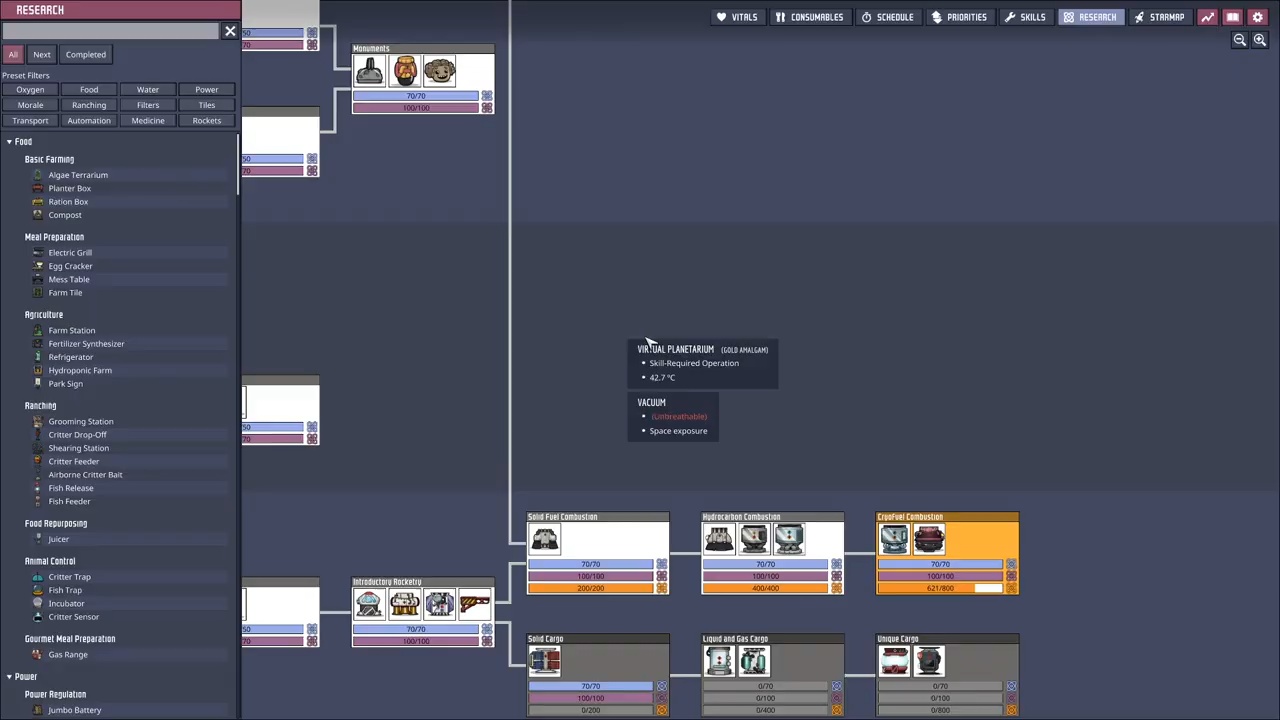 RESEARCH
VITALS
CONSUMABLES
SCHEDULE
PRIORITIES
SKILLS
RESEARCH
STARMAP
All
Next
Completed
Preset Filters
Oxygen
Food
Water
Power
Morale
Ranching
Filters
Tiles
Transport
Automation
Medicine
Rockets
Food
Basic Farming
Algae Terrarium
Planter Box
Ration Box
Compost
Meal Preparation
Electric Grill
Egg Cracker
Mess Table
Farm Tile
Agriculture
Farm Station
Fertilizer Synthesizer
Refrigerator
Hydroponic Farm
Park Sign
Ranching
Grooming Station
Critter Drop-Off
Shearing Station
Critter Feeder
Airborne Critter Bait
Fish Release
Fish Feeder
Food Repurposing
Juicer
Animal Control
Critter Trap
Fish Trap
Incubator
Critter Sensor
Gourmet Meal Preparation
Gas Range
Power
Power Regulation
Jumbo Battery
50
70
50
70
50
70
50
70
Monuments
70/70
100/100
VIRTUAL PLANETARIUM (GOLD AMALGAM)
• Skill-Required Operation
• 42.7 °C
VACUUM
• (Unbreathable)
• Space exposure
Introductory Rocketry
70/70
100/100
Solid Fuel Combustion
70/70
100/100
200/200
Hydrocarbon Combustion
70/70
100/100
400/400
CryoFuel Combustion
70/70
100/100
621/800
Solid Cargo
70/70
100/100
0/200
Liquid and Gas Cargo
0/70
0/100
0/400
Unique Cargo
0/70
0/100
0/800